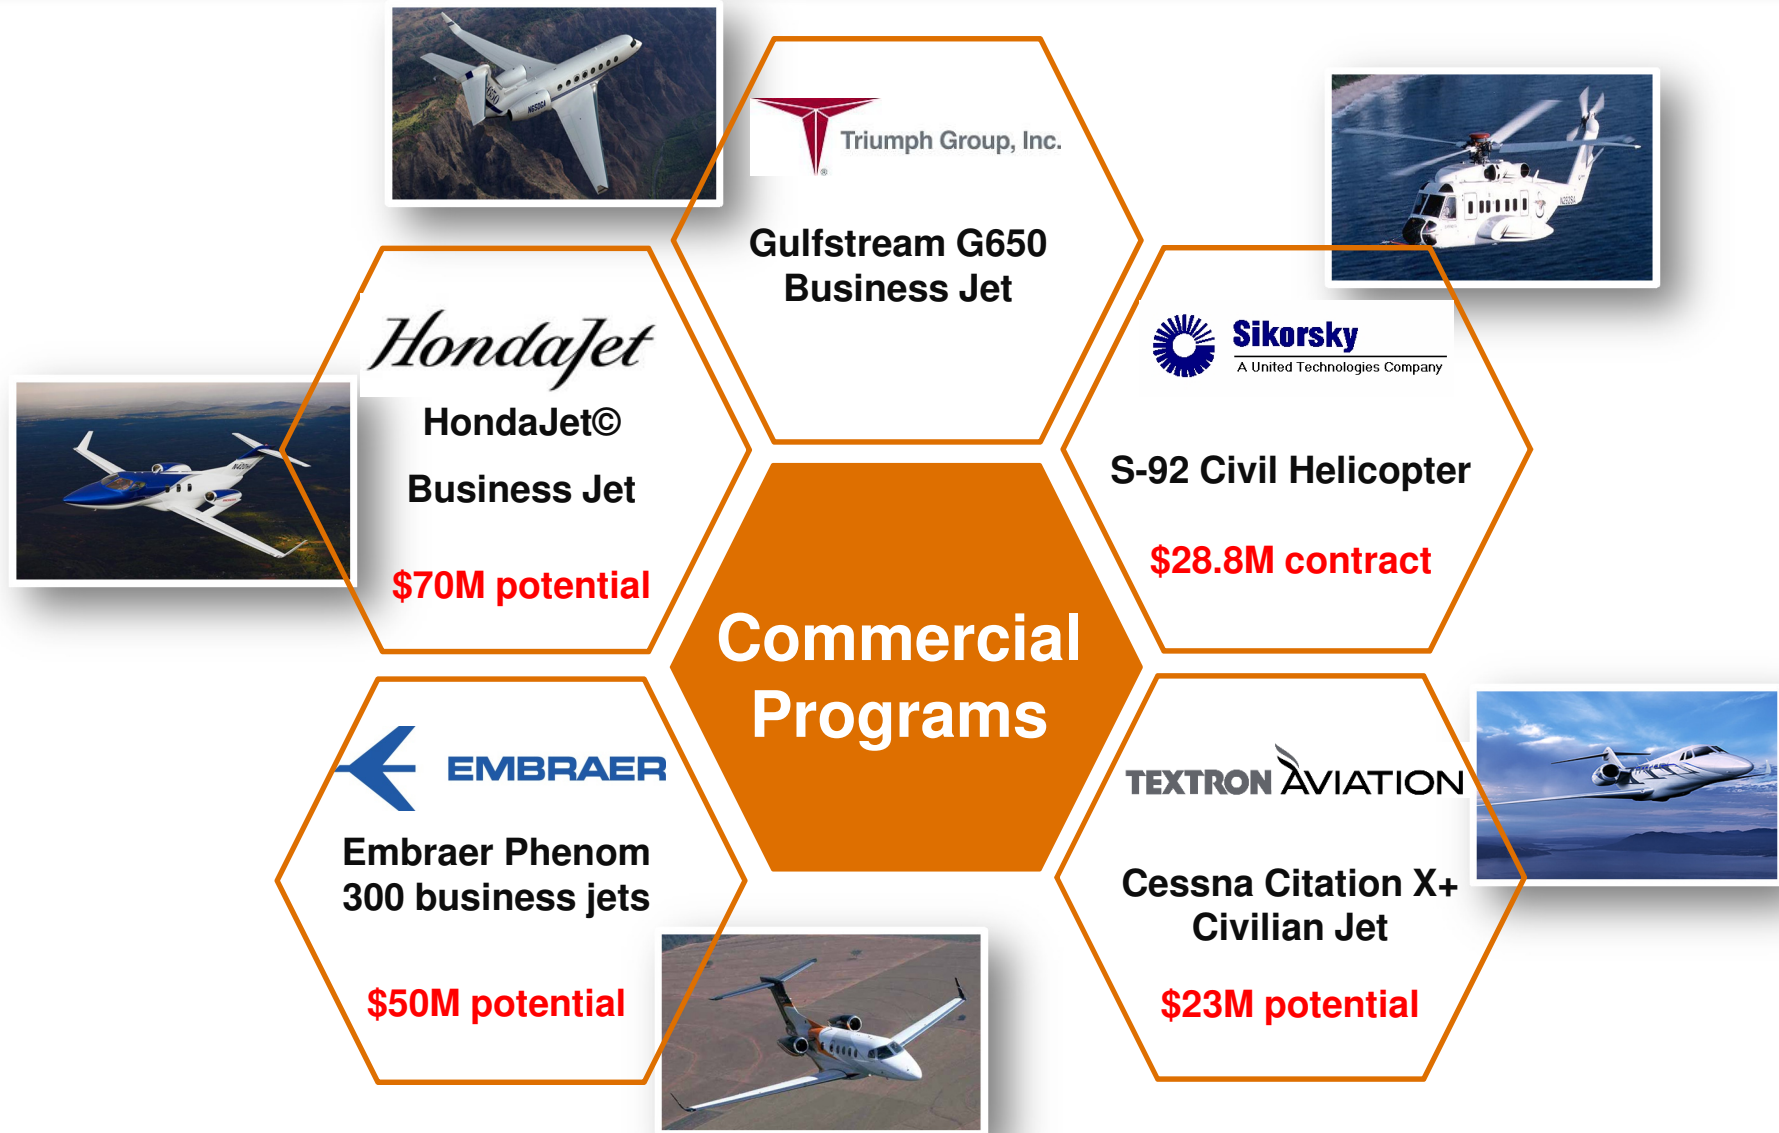 Triumph Group, Inc.
®
Gulfstream G650
Business Jet
HondaJet
HondaJet©
Business Jet
$70M potential
Sikorsky
A United Technologies Company
S-92 Civil Helicopter
$28.8M contract
Commercial
Programs
EMBRAER
Embraer Phenom
300 business jets
$50M potential
TEXTRON AVIATION
Cessna Citation X+
Civilian Jet
$23M potential
N650GA